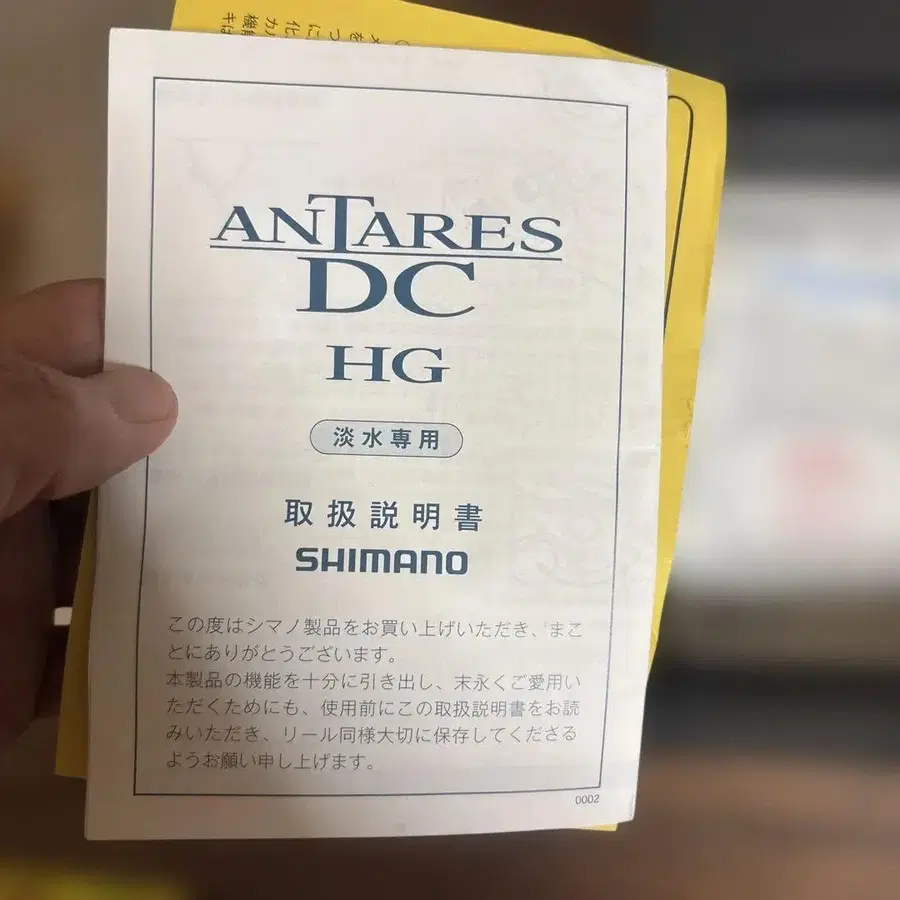 ANTARES
DC
HG
淡水専用
取扱説明書
SHIMANO
この度はシマノ製品をお買い上げいただき、まこ
とにありがとうございます。
本製品の機能を十分に引き出し、末永くご愛用い
ただくためにも、使用前にこの取扱説明書をお読
みいただき、リール同様大切に保存してくださる
ようお願い申し上げます。
0002